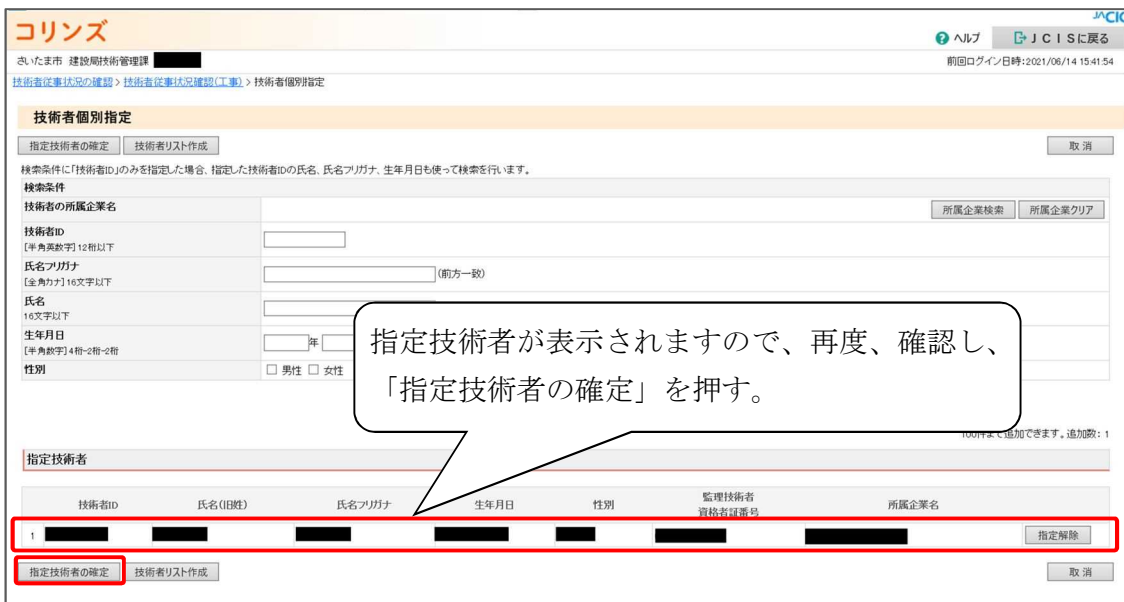 JACIC
コリンズ
ヘルプ
JCISに戻る
さいたま市 建設局技術管理課
前回ログイン日時:2021/06/14 15:41:54
技術者従事状況の確認 > 技術者従事状況確認(工事) > 技術者個別指定
技術者個別指定
指定技術者の確定 技術者リスト作成 取消
検索条件に「技術者ID」のみを指定した場合、指定した技術者IDの氏名、氏名フリガナ、生年月日も使って検索を行います。
検索条件
技術者の所属企業名 所属企業検索 所属企業クリア
技術者ID
[半角英数字]12桁以下
氏名フリガナ
[全角カナ]16文字以下
(前方一致)
氏名
16文字以下
生年月日
[半角数字]4桁-2桁-2桁
年
性別
男性 女性
指定技術者が表示されますので、再度、確認し、
「指定技術者の確定」を押す。
100件まで追加できます。追加数:1
指定技術者
技術者ID 氏名(旧姓) 氏名フリガナ 生年月日 性別 監理技術者 資格者証番号 所属企業名
1 指定解除
指定技術者の確定 技術者リスト作成 取消